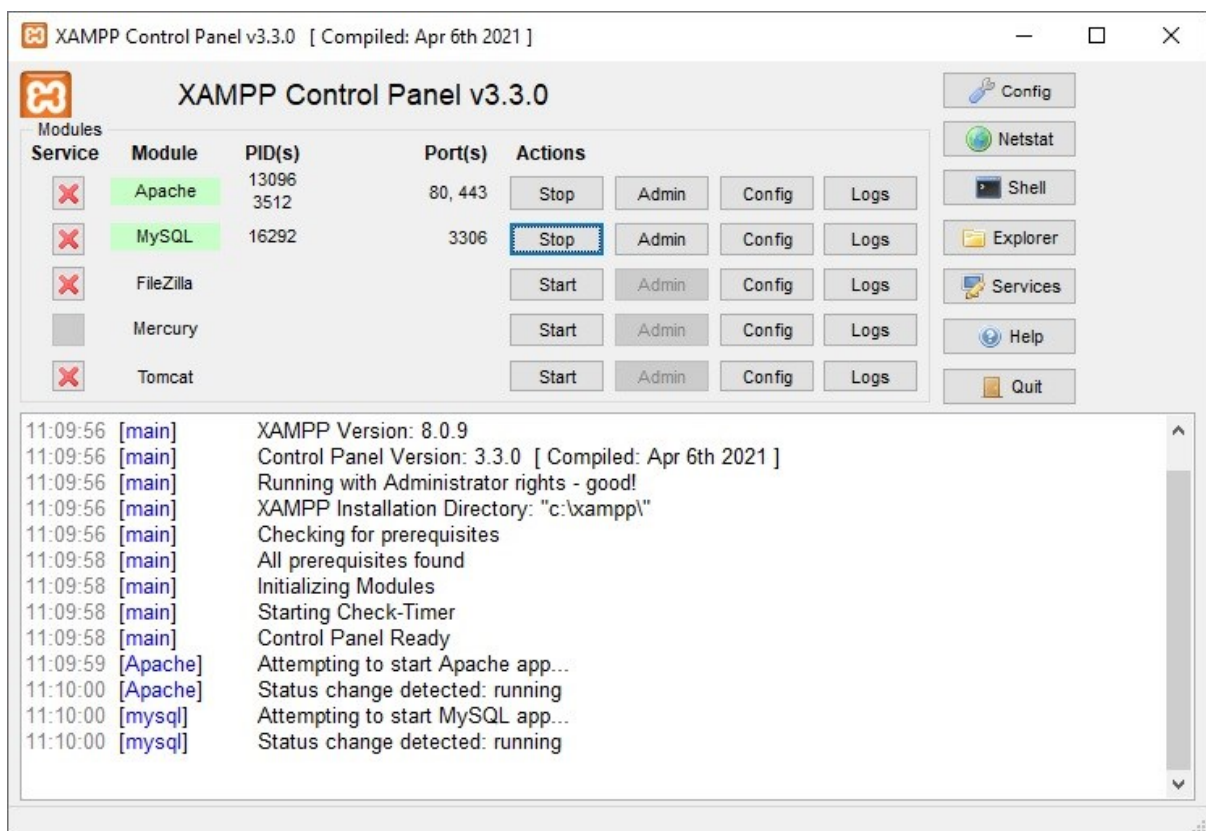 XAMPP Control Panel v3.3.0 [ Compiled: Apr 6th 2021 ]
XAMPP Control Panel v3.3.0
Config
Modules
Service Module PID(s) Port(s) Actions
Netstat
Apache 13096 3512 80, 443 Stop Admin Config Logs
Shell
MySQL 16292 3306 Stop Admin Config Logs
Explorer
FileZilla Start Admin Config Logs
Services
Mercury Start Admin Config Logs
Help
Tomcat Start Admin Config Logs
Quit
11:09:56 [main] XAMPP Version: 8.0.9
11:09:56 [main] Control Panel Version: 3.3.0 [ Compiled: Apr 6th 2021 ]
11:09:56 [main] Running with Administrator rights - good!
11:09:56 [main] XAMPP Installation Directory: "c:\xampp\"
11:09:56 [main] Checking for prerequisites
11:09:58 [main] All prerequisites found
11:09:58 [main] Initializing Modules
11:09:58 [main] Starting Check-Timer
11:09:58 [main] Control Panel Ready
11:09:59 [Apache] Attempting to start Apache app...
11:10:00 [Apache] Status change detected: running
11:10:00 [mysql] Attempting to start MySQL app...
11:10:00 [mysql] Status change detected: running